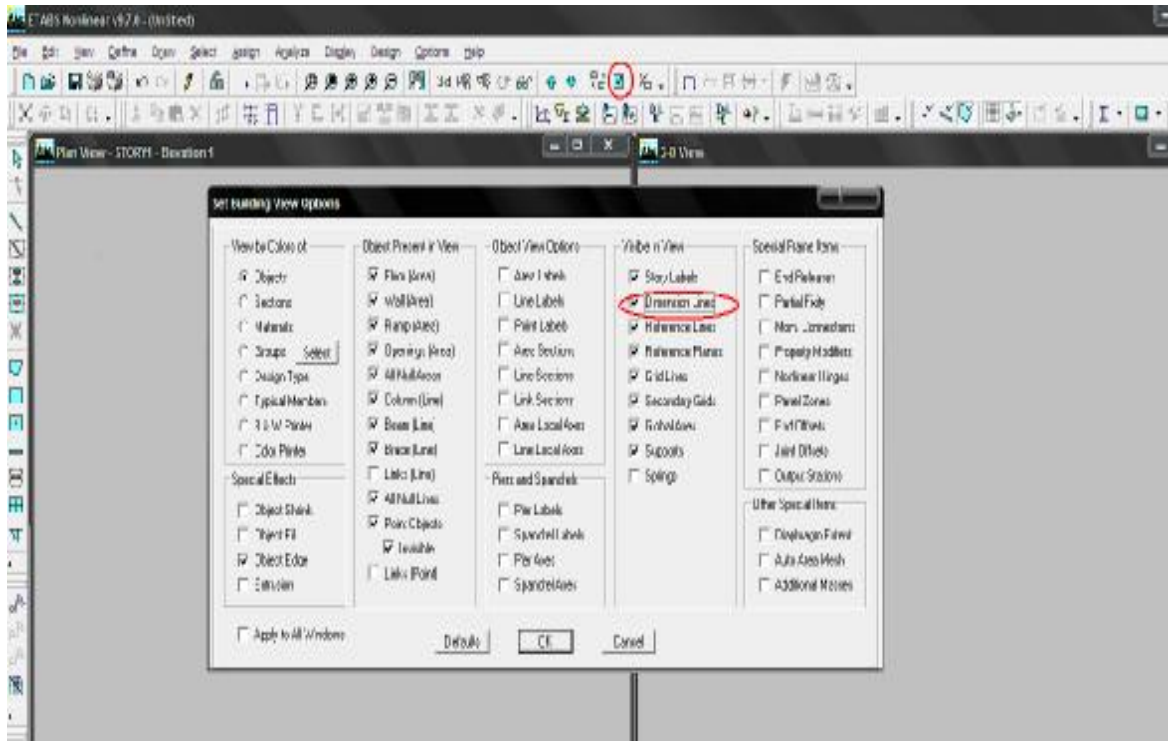 ETABS Nonlinear v9.7.0 - (Untitled)
File Edit View Define Draw Select Assign Analyze Display Design Options Help
Plan View - STORY1 - Elevation
3-D View
Set Building View Options
View by Colors of:
Objects
Sections
Materials
Groups Select
Design Type
Typical Members
B & W Printer
Color Printer
Special Effects
Object Shrink
Object Fill
Object Edge
Extrusion
Apply to All Windows
Object Present in View
Floor (Area)
Wall (Area)
Ramp (Area)
Openings (Area)
All Null Areas
Column (Line)
Beam (Line)
Brace (Line)
Links (Line)
All Null Lines
Point Objects
Invisible
Links (Point)
Object View Options
Area Labels
Line Labels
Point Labels
Area Sections
Line Sections
Link Sections
Area Local Axes
Line Local Axes
Piers and Spandrels
Pier Labels
Spandrel Labels
Pier Axes
Spandrel Axes
Visible in View
Story Labels
Dimension Lines
Reference Lines
Reference Planes
Grid Lines
Secondary Grids
Global Axes
Supports
Springs
Special Frame Items
End Releases
Partial Fixity
Mom. Connections
Property Modifiers
Nonlinear Hinges
Panel Zones
End Offsets
Joint Offsets
Output Stations
Other Special Items
Diaphragm Extent
Auto Area Mesh
Additional Masses
Defaults OK Cancel